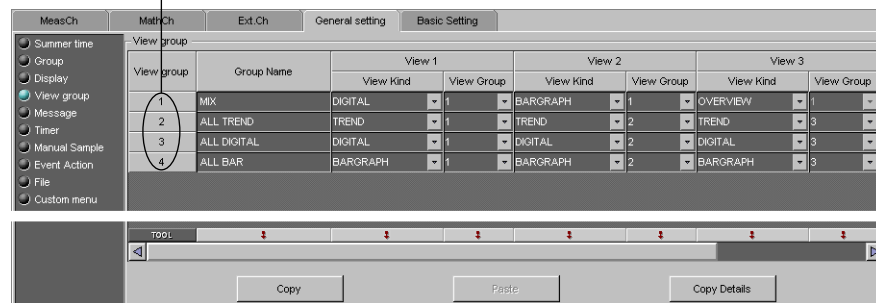 MeasCh MathCh Ext.Ch General setting Basic Setting
Summer time
Group
Display
View group
Message
Timer
Manual Sample
Event Action
File
Custom menu
View group
View group Group Name View 1 View 2 View 3
View Kind View Group View Kind View Group View Kind View Group
1 MIX DIGITAL 1 BARGRAPH 1 OVERVIEW 1
2 ALL TREND TREND 1 TREND 2 TREND 3
3 ALL DIGITAL DIGITAL 1 DIGITAL 2 DIGITAL 3
4 ALL BAR BARGRAPH 1 BARGRAPH 2 BARGRAPH 3
TOOL
Copy Paste Copy Details